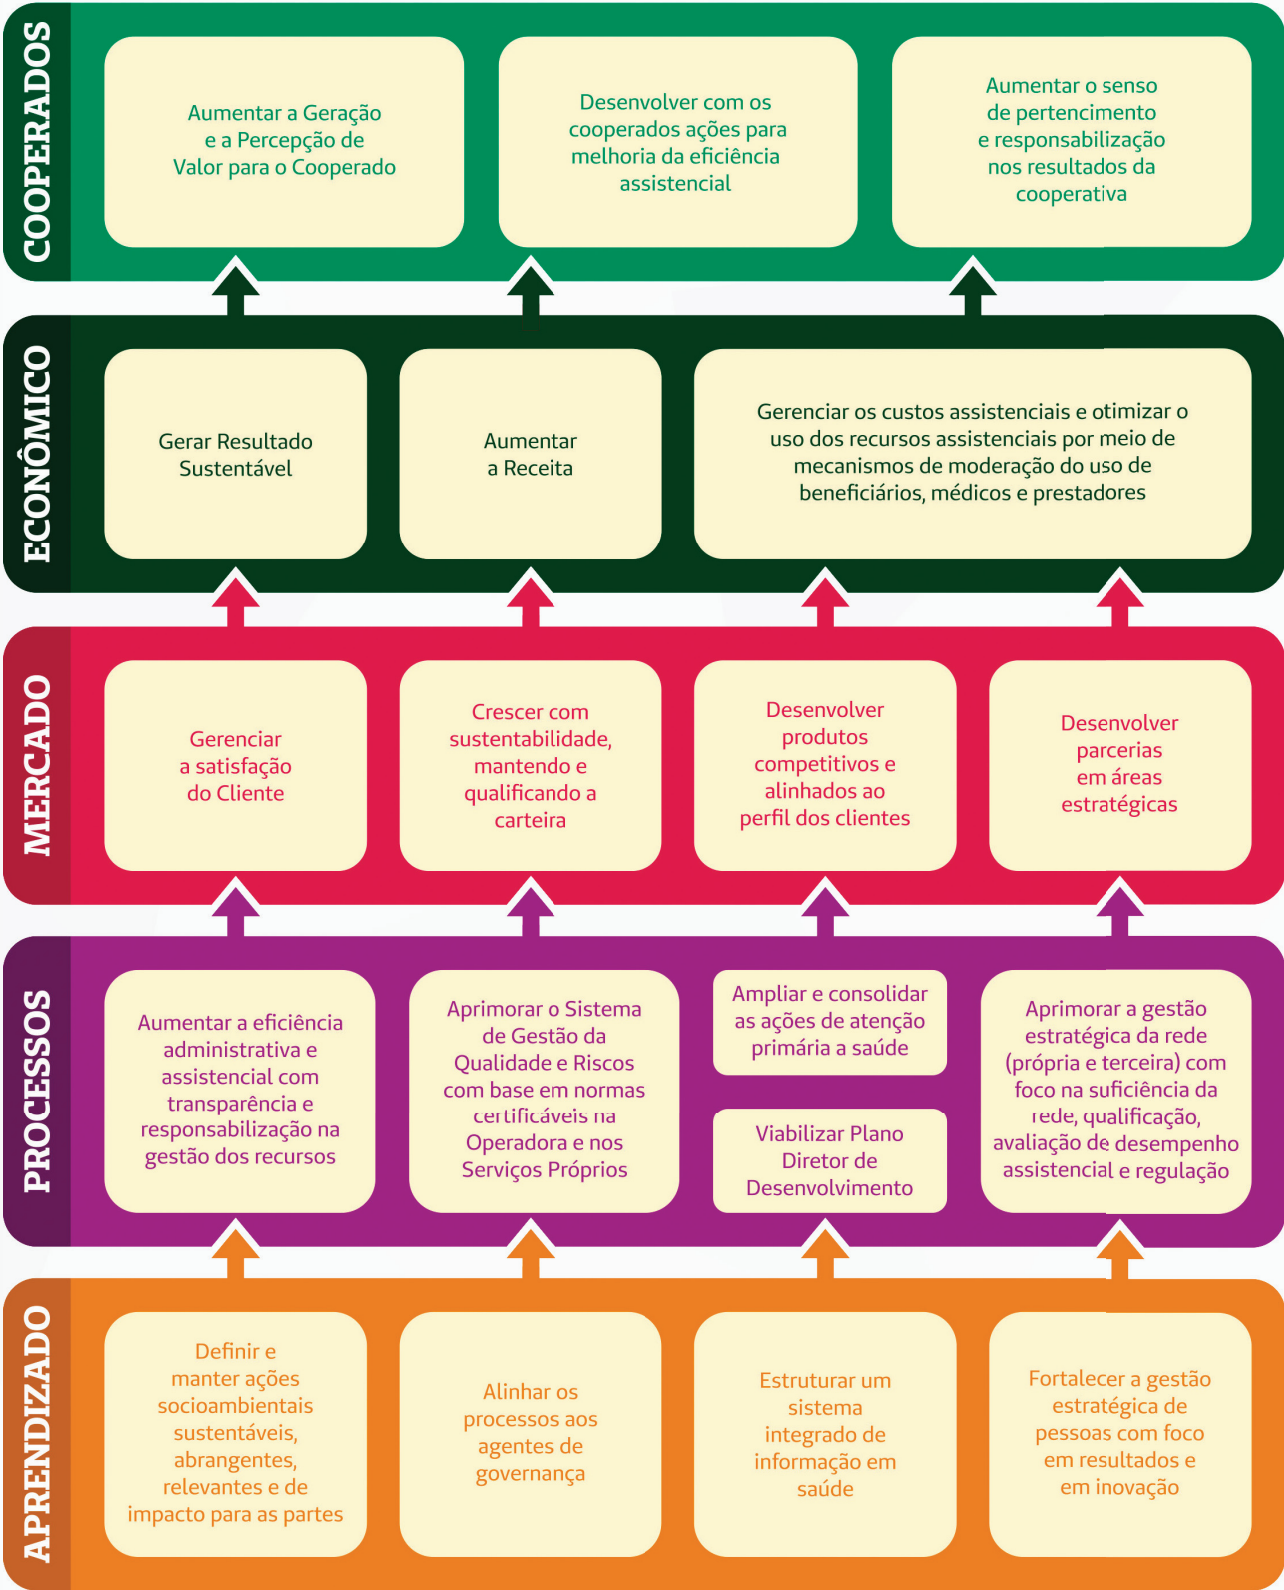 COOPERADOS
Aumentar a Geração
e a Percepção de
Valor para o Cooperado
Desenvolver com os
cooperados ações para
melhoria da eficiência
assistencial
Aumentar o senso
de pertencimento
e responsabilização
nos resultados da
cooperativa
ECONÔMICO
Gerar Resultado
Sustentável
Aumentar
a Receita
Gerenciar os custos assistenciais e otimizar o
uso dos recursos assistenciais por meio de
mecanismos de moderação do uso de
beneficiários, médicos e prestadores
MERCADO
Gerenciar
a satisfação
do Cliente
Crescer com
sustentabilidade,
mantendo e
qualificando a
carteira
Desenvolver
produtos
competitivos e
alinhados ao
perfil dos clientes
Desenvolver
parcerias
em áreas
estratégicas
PROCESSOS
Aumentar a eficiência
administrativa e
assistencial com
transparência e
responsabilização na
gestão dos recursos
Aprimorar o Sistema
de Gestão da
Qualidade e Riscos
com base em normas
certificáveis na
Operadora e nos
Serviços Próprios
Ampliar e consolidar
as ações de atenção
primária a saúde
Viabilizar Plano
Diretor de
Desenvolvimento
Aprimorar a gestão
estratégica da rede
(própria e terceira) com
foco na suficiência da
rede, qualificação,
avaliação de desempenho
assistencial e regulação
APRENDIZADO
Definir e
manter ações
socioambientais
sustentáveis,
abrangentes,
relevantes e de
impacto para as partes
Alinhar os
processos aos
agentes de
governança
Estruturar um
sistema
integrado de
informação em
saúde
Fortalecer a gestão
estratégica de
pessoas com foco
em resultados e
em inovação